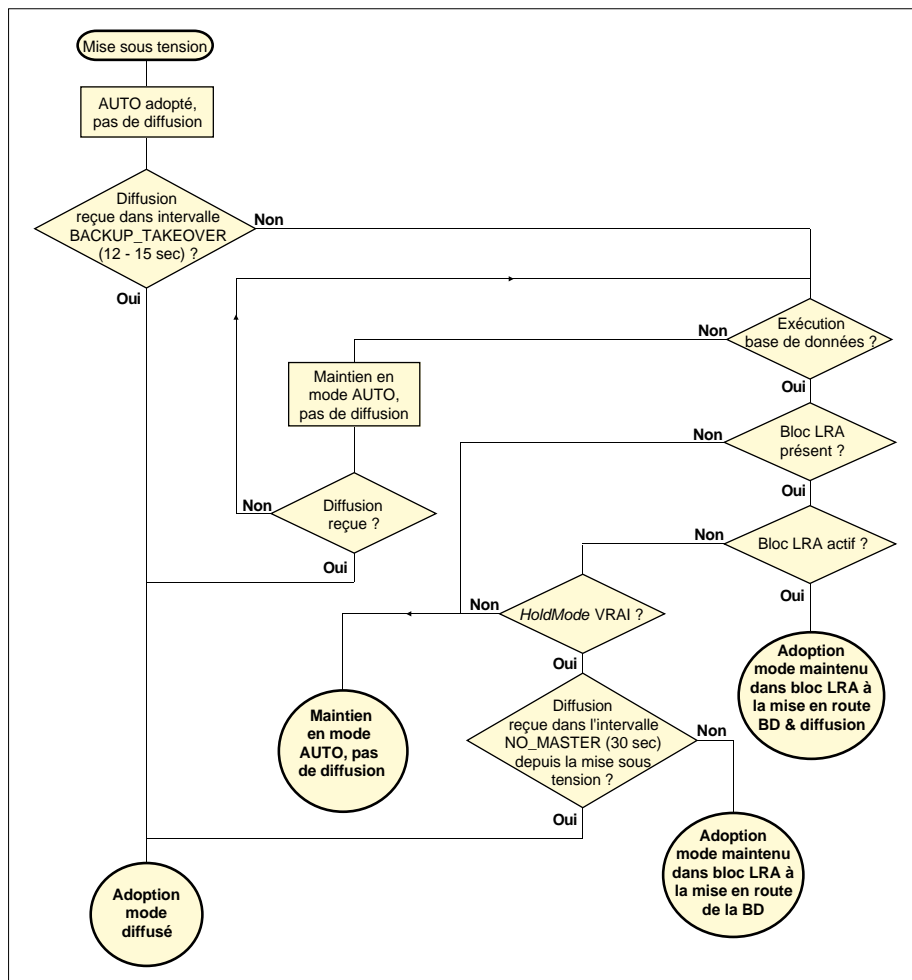 Mise sous tension
AUTO adopté,
pas de diffusion
Diffusion
reçue dans intervalle
BACKUP_TAKEOVER
(12 - 15 sec) ?
Non
Oui
Exécution
base de données ?
Non
Oui
Maintien en
mode AUTO,
pas de diffusion
Bloc LRA
présent ?
Non
Oui
Diffusion
reçue ?
Non
Oui
Bloc LRA actif ?
Non
Oui
HoldMode VRAI ?
Non
Oui
Adoption
mode maintenu
dans bloc LRA à
la mise en route
BD & diffusion
Maintien
en mode
AUTO, pas
de diffusion
Diffusion
reçue dans l'intervalle
NO_MASTER (30 sec)
depuis la mise sous
tension ?
Non
Oui
Adoption
mode maintenu
dans bloc LRA à
la mise en route
de la BD
Adoption
mode
diffusé